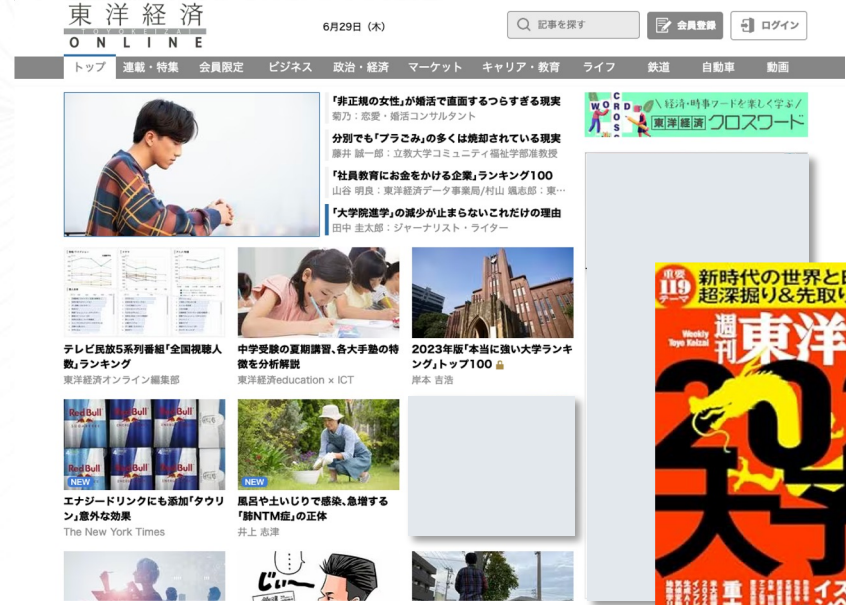 東洋経済
TOYOKEIZAI
ONLINE
6月29日（木）
記事を探す
会員登録
ログイン
トップ 連載・特集 会員限定 ビジネス 政治・経済 マーケット キャリア・教育 ライフ 鉄道 自動車 動画
｢非正規の女性｣が婚活で直面するつらすぎる現実
菊乃：恋愛・婚活コンサルタント
分別でも｢プラごみ｣の多くは焼却されている現実
藤井 誠一郎：立教大学コミュニティ福祉学部准教授
｢社員教育にお金をかける企業｣ランキング100
山谷 明良：東洋経済データ事業局/村山 颯志郎：東…
｢大学院進学｣の減少が止まらないこれだけの理由
田中 圭太郎：ジャーナリスト・ライター
WORD
CROSS
経済・時事ワードを楽しく学ぶ
東洋経済 クロスワード
テレビ民放5系列番組｢全国視聴人
数｣ランキング
東洋経済オンライン編集部
中学受験の夏期講習､各大手塾の特
徴を分析解説
東洋経済education × ICT
2023年版｢本当に強い大学ランキ
ング｣トップ100
岸本 吉浩
重要
119
テーマ
新時代の世界と
超深掘り&先取り
Weekly
Toyo Keizai
週刊
東洋
大予
RedBull
NEW
エナジードリンクにも添加｢タウリ
ン｣意外な効果
The New York Times
NEW
風呂や土いじりで感染､急増する
｢肺NTM症｣の正体
井上 志津
じぃ〜